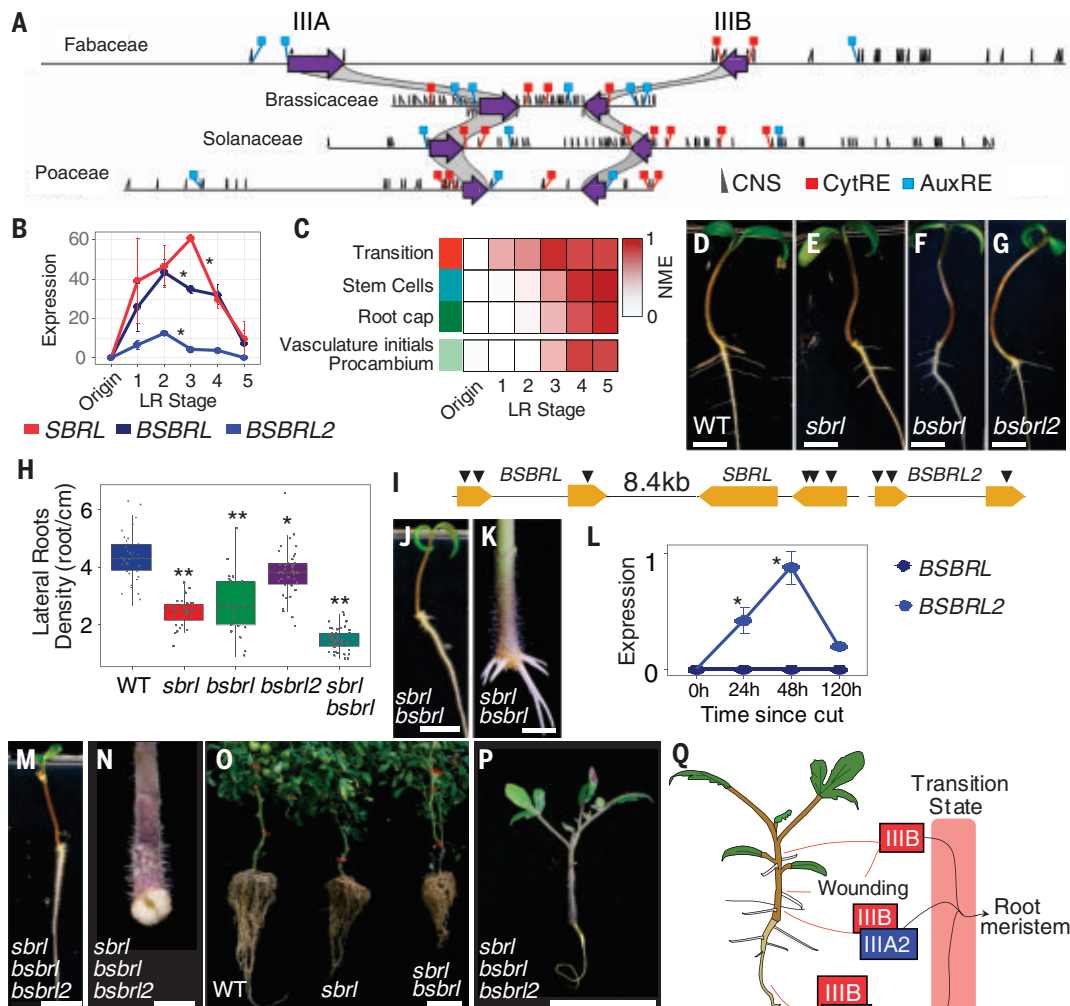 A
IIIA
IIIB
Fabaceae
Brassicaceae
Solanaceae
Poaceae
CNS
CytRE
AuxRE
B
Expression
60
40
20
0
*
*
*
Origin
1
2
3
4
5
LR Stage
SBRL
BSBRL
BSBRL2
C
Transition
Stem Cells
Root cap
Vasculature initials
Procambium
Origin
1
2
3
4
5
LR Stage
1
0
NME
D
WT
E
sbrl
F
bsbrl
G
bsbrl2
H
Lateral Roots
Density (root/cm)
6
4
2
**
**
*
**
WT
sbrl
bsbrl
bsbrl2
sbrl
bsbrl
I
BSBRL
8.4kb
SBRL
BSBRL2
J
sbrl
bsbrl
K
sbrl
bsbrl
L
Expression
1
0
*
*
0h
24h
48h
120h
Time since cut
BSBRL
BSBRL2
M
sbrl
bsbrl
bsbrl2
N
sbrl
bsbrl
bsbrl2
O
WT
sbrl
sbrl
bsbrl
P
sbrl
bsbrl
bsbrl2
Q
Transition
State
IIIB
Wounding
IIIB
IIIA2
Root
meristem
IIIB